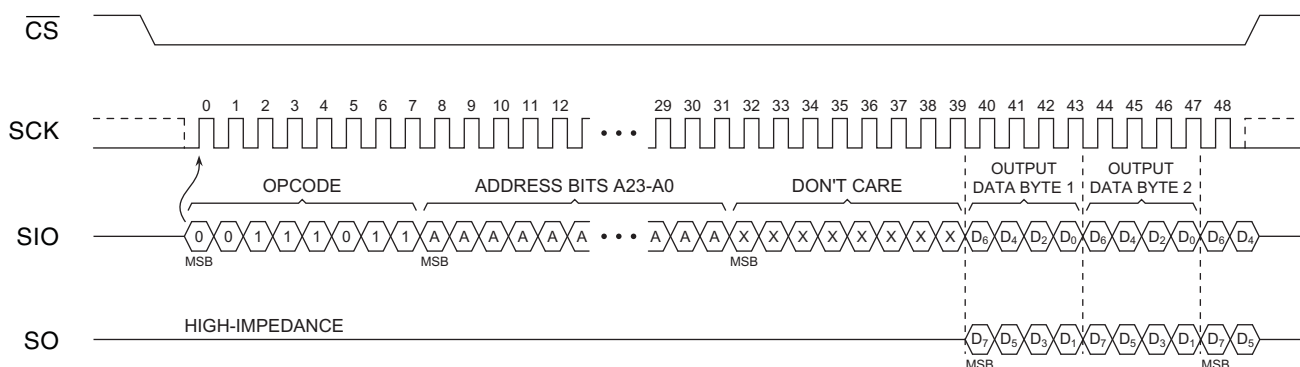 CS
0 1 2 3 4 5 6 7 8 9 10 11 12 29 30 31 32 33 34 35 36 37 38 39 40 41 42 43 44 45 46 47 48
SCK
OPCODE ADDRESS BITS A23-A0 DON'T CARE OUTPUT DATA BYTE 1 OUTPUT DATA BYTE 2
SIO 0 0 1 1 1 0 1 1 A A A A A A • • • A A A X X X X X X X X D6 D4 D2 D0 D6 D4 D2 D0 D6 D4
MSB MSB MSB
HIGH-IMPEDANCE
SO D7 D5 D3 D1 D7 D5 D3 D1 D7 D5
MSB MSB